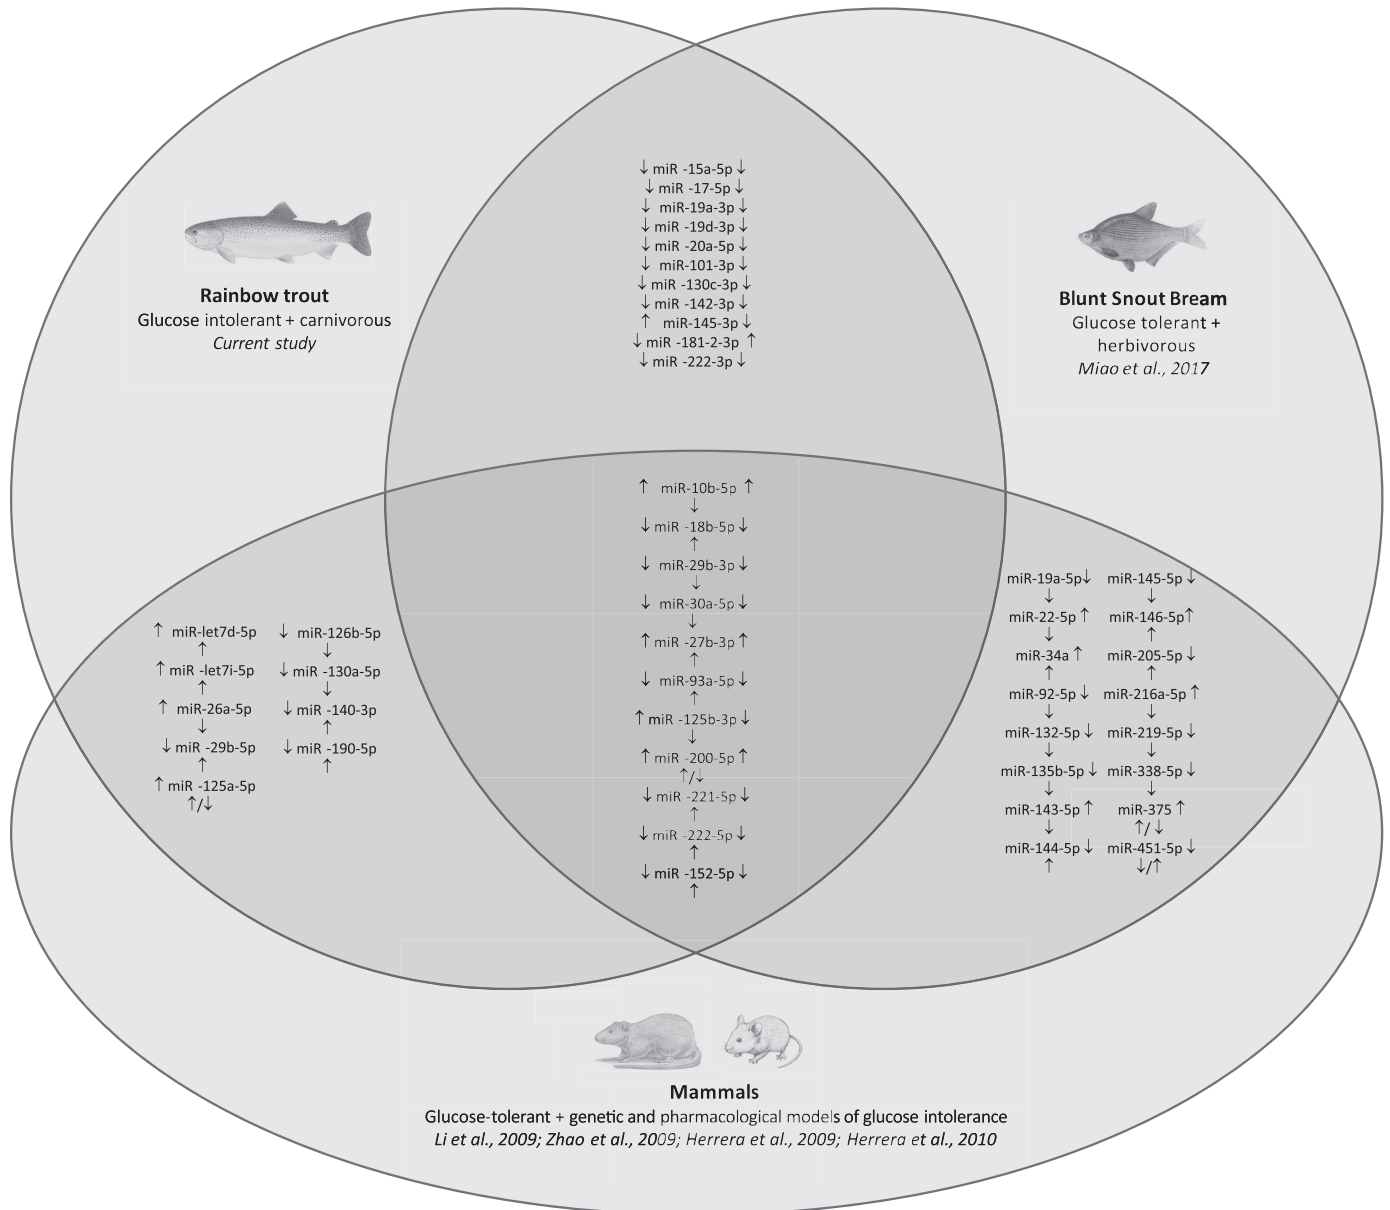 ↓ miR -15a-5p ↓
↓ miR -17-5p ↓
↓ miR-19a-3p ↓
↓ miR -19d-3p ↓
↓ miR -20a-5p ↓
↓ miR-101-3p ↓
↓ miR -130c-3p ↓
↓ miR -142-3p ↓
↑ miR-145-3p ↓
↓ miR -181-2-3p ↑
↓ miR -222-3p ↓
Rainbow trout
Glucose intolerant + carnivorous
Current study
Blunt Snout Bream
Glucose tolerant +
herbivorous
Miao et al., 2017
↑ miR-10b-5p ↑
↓
↓ miR -18b-5p ↓
↑
↓ miR -29b-3p ↓
↓
↓ miR-30a-5p ↓
↓
↑ miR -27b-3p ↑
↑
↓ miR-93a-5p ↓
↑
↑ miR -125b-3p ↓
↓
↑ miR -200-5p ↑
↑/↓
↓ miR -221-5p ↓
↑
↓ miR -222-5p ↓
↑
↓ miR -152-5p ↓
↑
↑ miR-let7d-5p ↓ miR-126b-5p
↑ ↓
↑ miR -let7i-5p ↓ miR -130a-5p
↑ ↓
↑ miR-26a-5p ↓ miR -140-3p
↓ ↑
↓ miR -29b-5p ↓ miR -190-5p
↑ ↑
↑ miR -125a-5p
↑/↓
miR-19a-5p ↓ miR-145-5p ↓
↓ ↓
miR-22-5p ↑ miR-146-5p ↑
↓ ↑
miR-34a ↑ miR-205-5p ↓
↑ ↑
miR-92-5p ↓ miR-216a-5p ↑
↓ ↓
miR-132-5p ↓ miR-219-5p ↓
↓ ↓
miR-135b-5p ↓ miR-338-5p ↓
↓ ↓
miR-143-5p ↑ miR-375 ↑
↓ ↑/↓
miR-144-5p ↓ miR-451-5p ↓
↑ ↓/↑
Mammals
Glucose-tolerant + genetic and pharmacological models of glucose intolerance
Li et al., 2009; Zhao et al., 2009; Herrera et al., 2009; Herrera et al., 2010